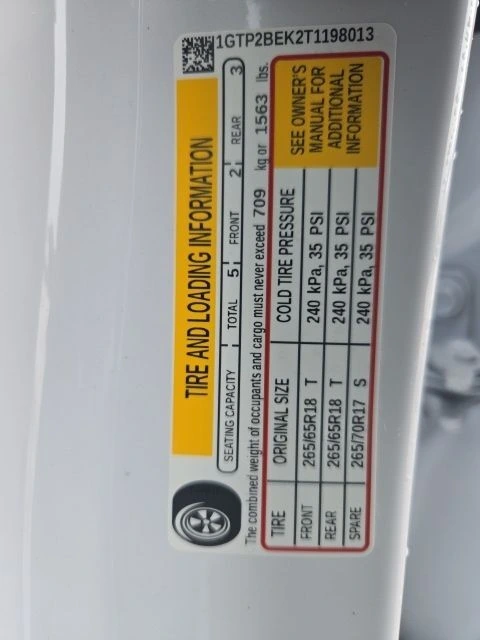 1GTP2BEK2T1198013
TIRE AND LOADING INFORMATION
SEATING CAPACITY TOTAL 5 FRONT 2 REAR 3
The combined weight of occupants and cargo must never exceed 709 kg or 1563 lbs.
TIRE ORIGINAL SIZE COLD TIRE PRESSURE
FRONT 265/65R18 T 240 kPa, 35 PSI
REAR 265/65R18 T 240 kPa, 35 PSI
SPARE 265/70R17 S 240 kPa, 35 PSI
SEE OWNER'S
MANUAL FOR
ADDITIONAL
INFORMATION